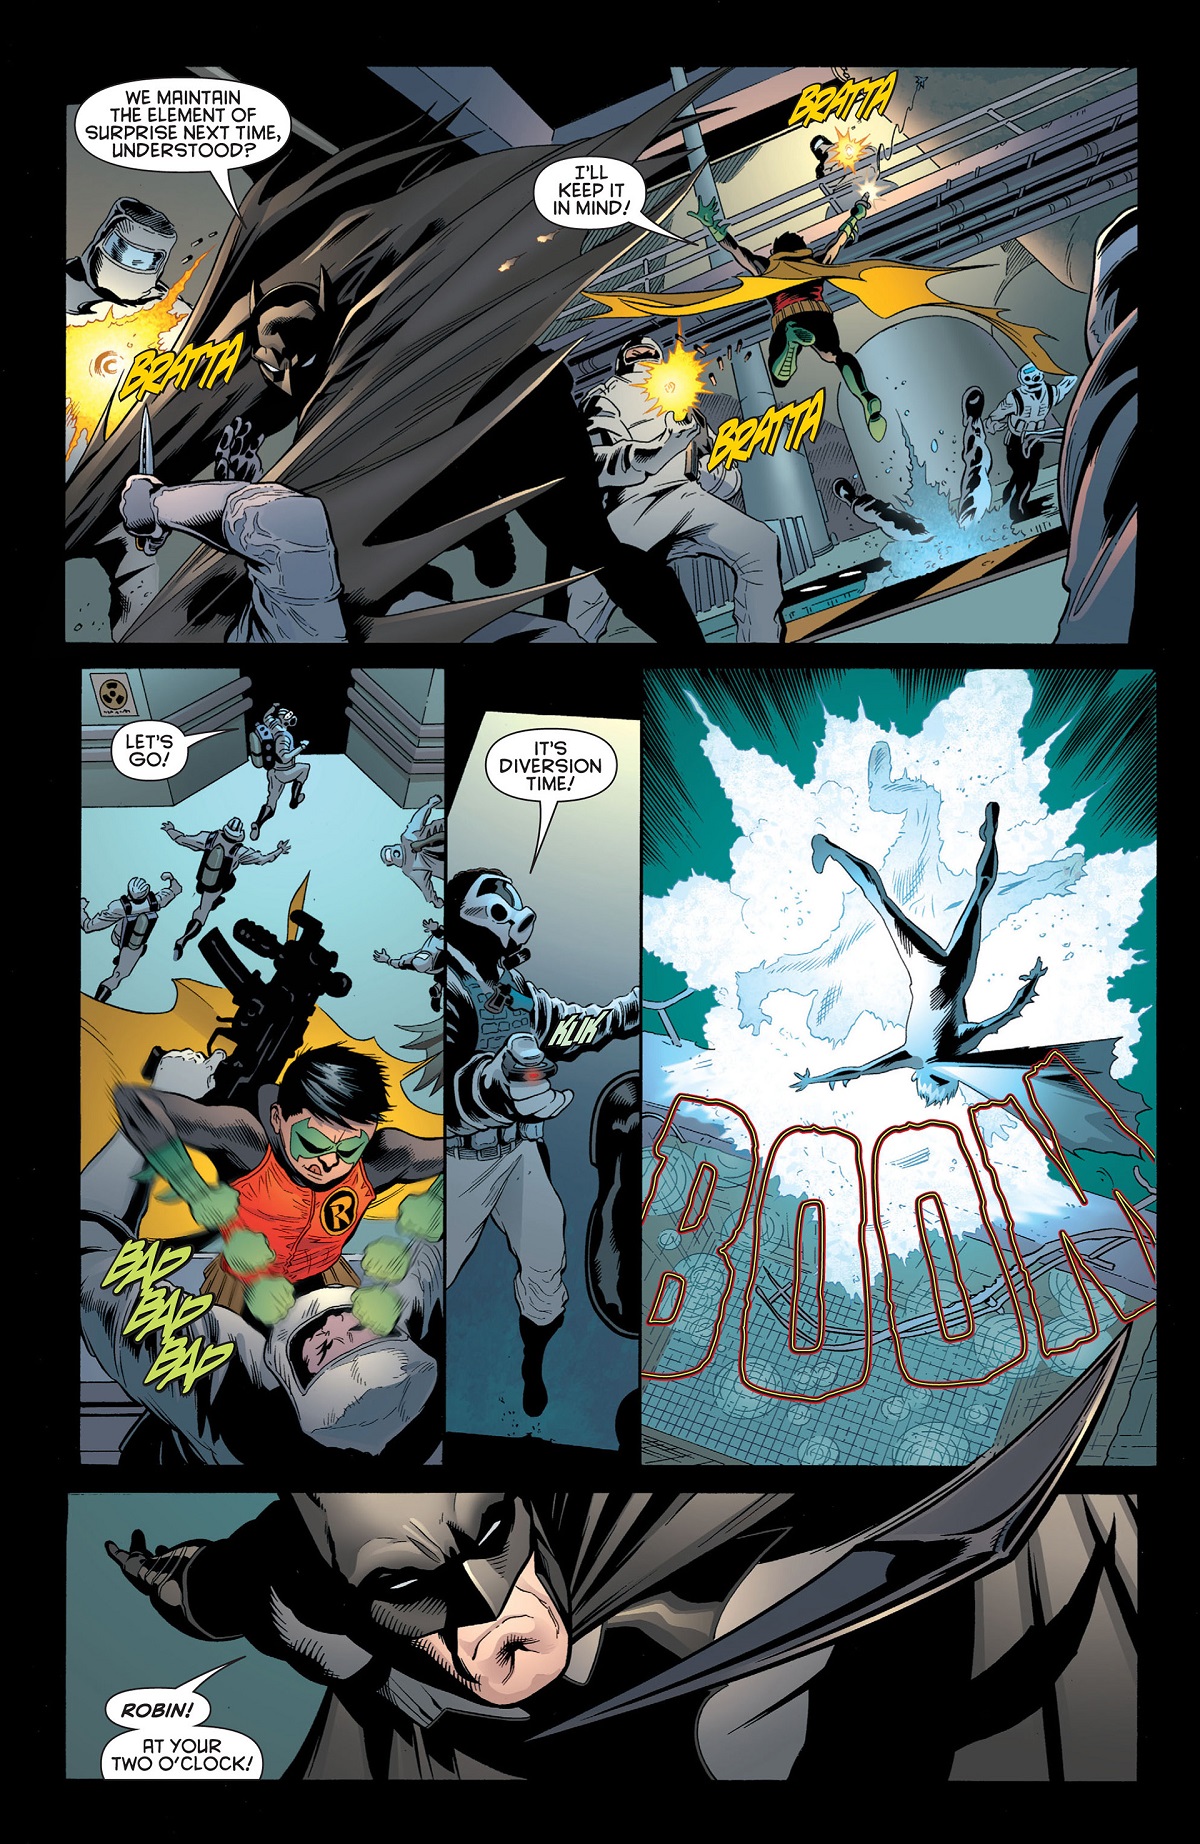 WE MAINTAIN
THE ELEMENT OF
SURPRISE NEXT TIME,
UNDERSTOOD?
BRATTA
I'LL
KEEP IT
IN MIND!
BRATTA
BRATTA
LET'S
GO!
R
BAP
BAP
BAP
IT'S
DIVERSION
TIME!
KLIK
BOOM
ROBIN!
AT YOUR
TWO O'CLOCK!